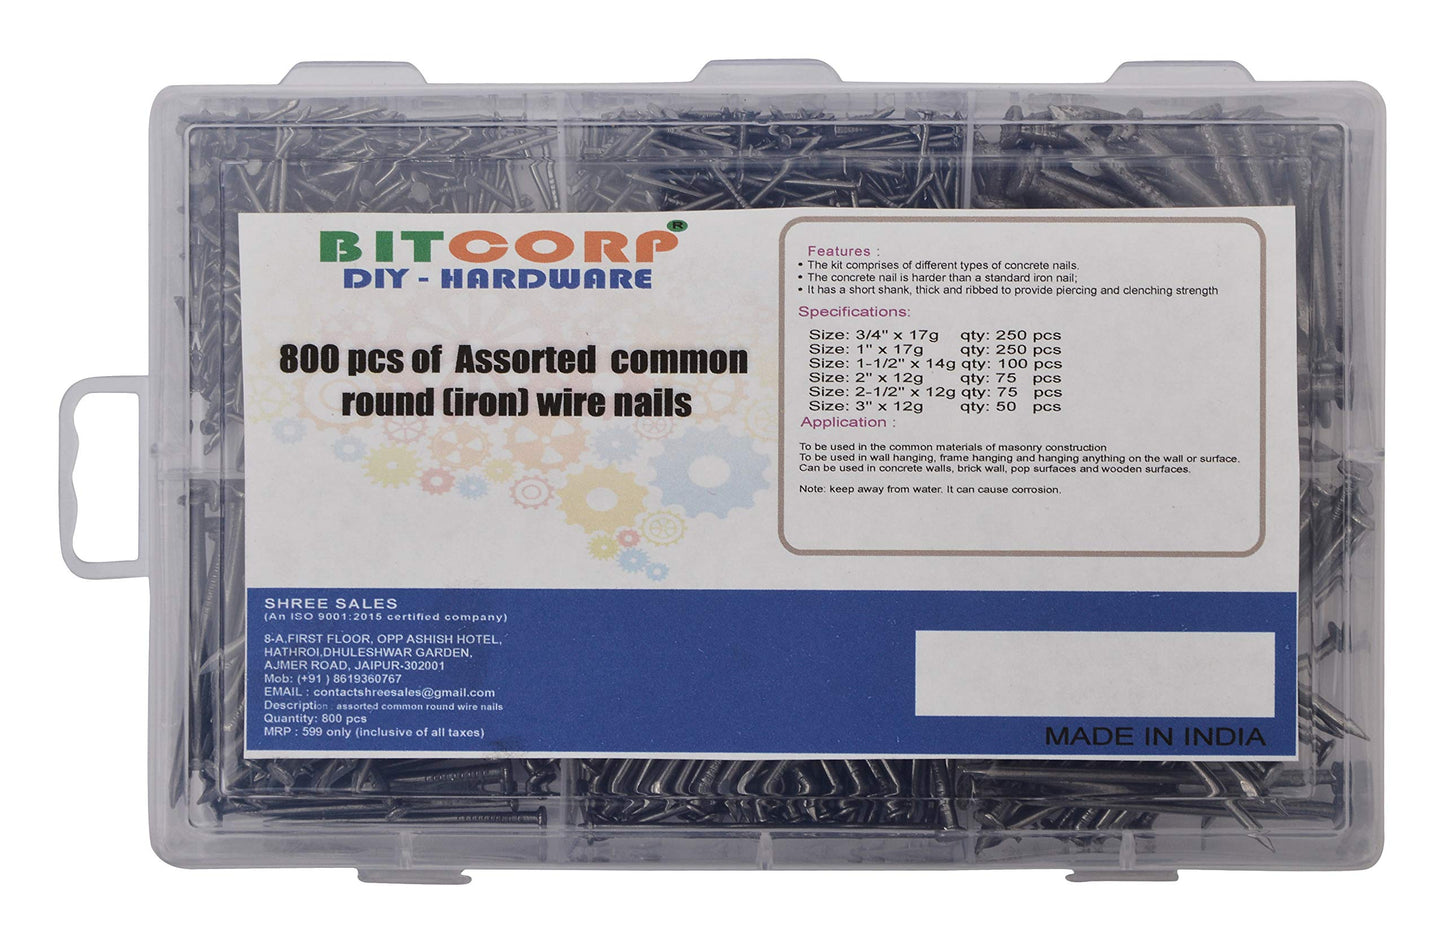 BITCORP®
DIY - HARDWARE
800 pcs of Assorted common
round (iron) wire nails
Features :
• The kit comprises of different types of concrete nails.
• The concrete nail is harder than a standard iron nail;
• It has a short shank, thick and ribbed to provide piercing and clenching strength
Specifications:
Size: 3/4" x 17g qty: 250 pcs
Size: 1" x 17g qty: 250 pcs
Size: 1-1/2" x 14g qty: 100 pcs
Size: 2" x 12g qty: 75 pcs
Size: 2-1/2" x 12g qty: 75 pcs
Size: 3" x 12g qty: 50 pcs
Application :
To be used in the common materials of masonry construction
To be used in wall hanging, frame hanging and hanging anything on the wall or surface.
Can be used in concrete walls, brick wall, pop surfaces and wooden surfaces.
Note: keep away from water. It can cause corrosion.
SHREE SALES
(An ISO 9001:2015 certified company)
8-A,FIRST FLOOR, OPP ASHISH HOTEL,
HATHROI,DHULESHWAR GARDEN,
AJMER ROAD, JAIPUR-302001
Mob: (+91 ) 8619360767
EMAIL : contactshreesales@gmail.com
Description : assorted common round wire nails
Quantity: 800 pcs
MRP : 599 only (inclusive of all taxes)
MADE IN INDIA